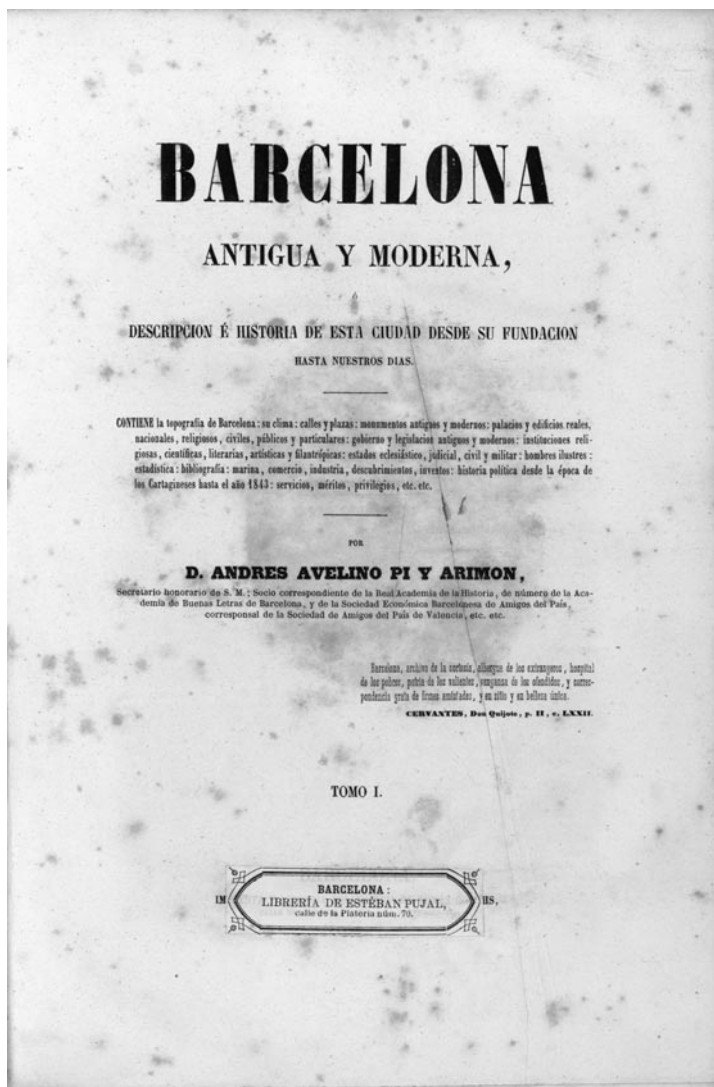 BARCELONA
ANTIGUA Y MODERNA,
ó
DESCRIPCION É HISTORIA DE ESTA CIUDAD DESDE SU FUNDACION
HASTA NUESTROS DIAS.
CONTIENE la topografía de Barcelona: su clima: calles y plazas: monumentos antiguos y modernos: palacios y edificios reales,
nacionales, religiosos, civiles, públicos y particulares: gobierno y legislacion antiguos y modernos: instituciones reli-
giosas, científicas, literarias, artísticas y filantrópicas: estados eclesiástico, judicial, civil y militar: hombres ilustres:
estadística: bibliografía: marina, comercio, industria, descubrimientos, inventos: historia política desde la época de
los Cartagineses hasta el año 1843: servicios, méritos, privilegios, etc. etc.
POR
D. ANDRES AVELINO PI Y ARIMON,
Secretario honorario de S. M.; Socio correspondiente de la Real Academia de la Historia, de número de la Aca-
demia de Buenas Letras de Barcelona, y de la Sociedad Económica Barcelonesa de Amigos del País,
corresponsal de la Sociedad de Amigos del País de Valencia, etc. etc.
Barcelona, archivo de la cortesía, albergue de los extrangeros, hospital
de los pobres, patria de los valientes, venganza de los ofendidos, y corres-
pondencia grata de firmes amistades, y en sitio y en belleza única.
CERVANTES, Don Quijote, p. II, c. LXXII.
TOMO I.
IM
BARCELONA:
LIBRERÍA DE ESTÉBAN PUJAL,
calle de la Platería núm. 70.
HS,